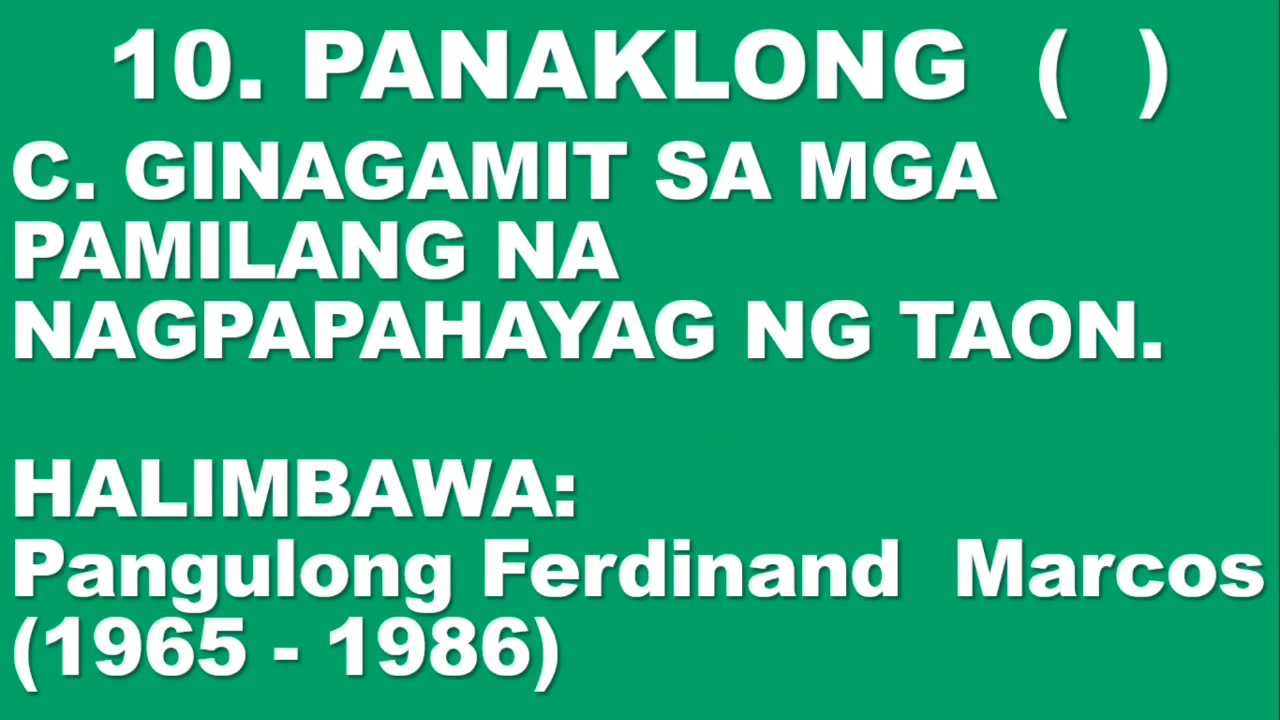 10. PANAKLONG ( )
C. GINAGAMIT SA MGA
PAMILANG NA
NAGPAPAHAYAG NG TAON.
HALIMBAWA:
Pangulong Ferdinand Marcos
(1965 - 1986)